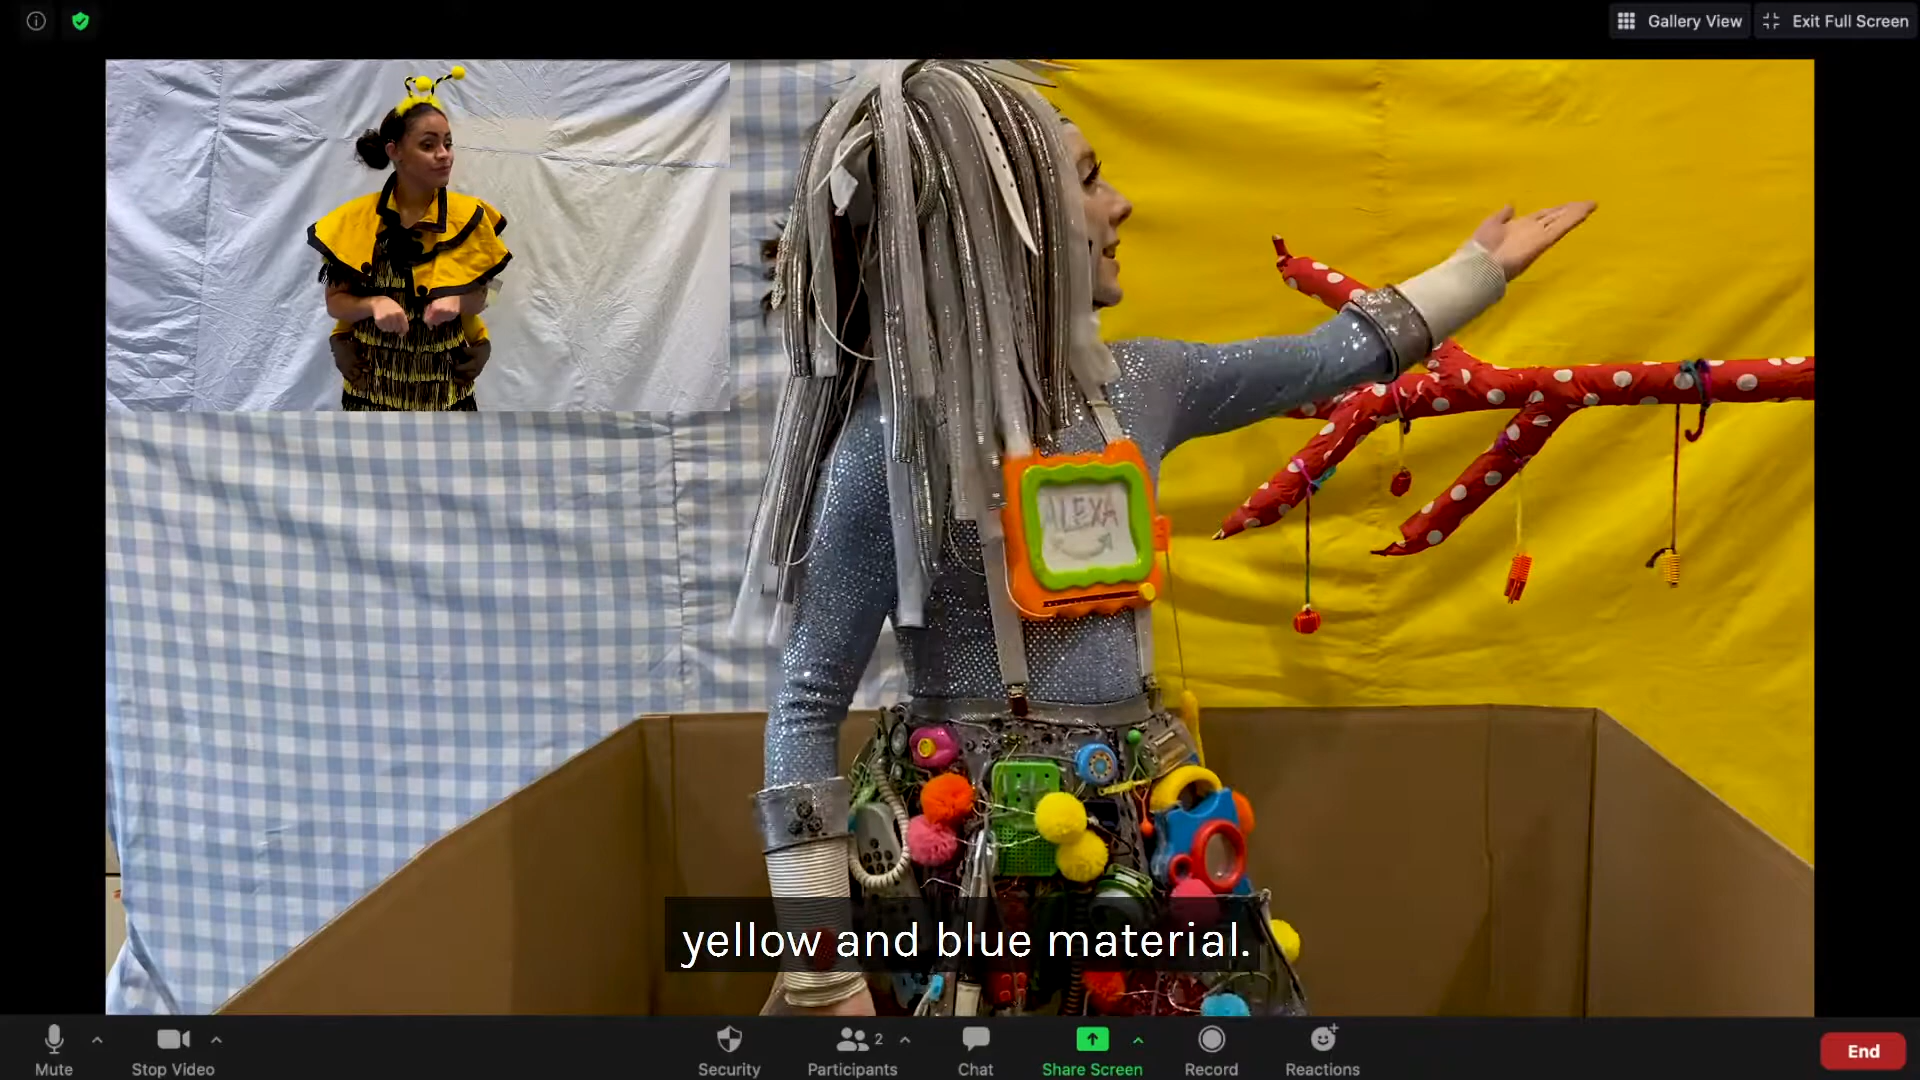 Gallery View
Exit Full Screen
ALEXA
yellow and blue material.
Mute
Stop Video
Security
Participants
2
Chat
Share Screen
Record
Reactions
End